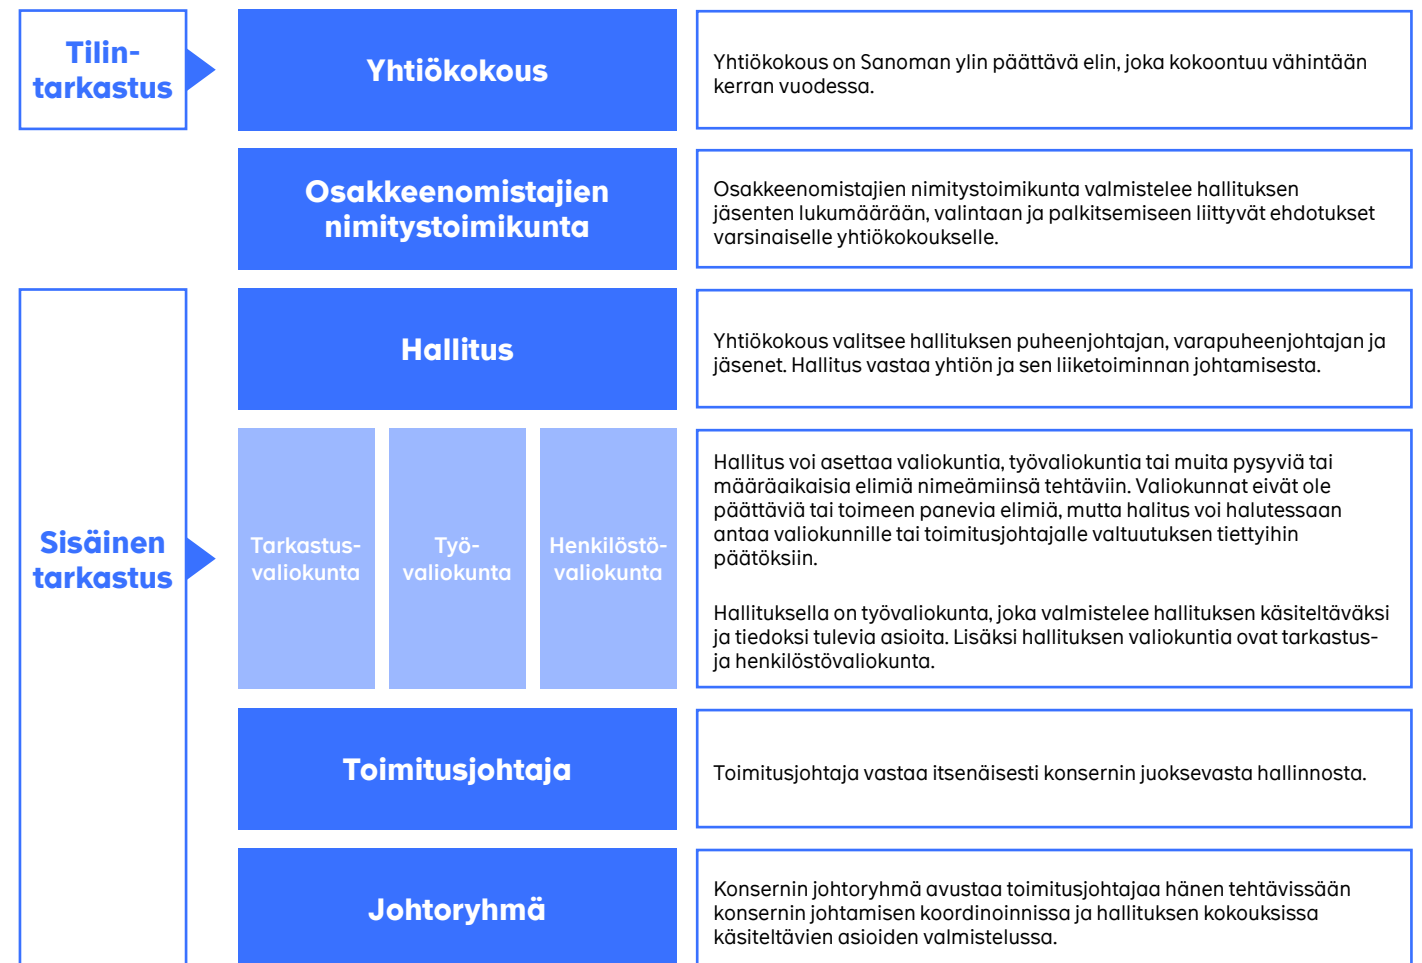 Tilin-
tarkastus
Yhtiökokous
Yhtiökokous on Sanoman ylin päättävä elin, joka kokoontuu vähintään
kerran vuodessa.
Osakkeenomistajien
nimitystoimikunta
Osakkeenomistajien nimitystoimikunta valmistelee hallituksen
jäsenten lukumäärään, valintaan ja palkitsemiseen liittyvät ehdotukset
varsinaiselle yhtiökokoukselle.
Hallitus
Yhtiökokous valitsee hallituksen puheenjohtajan, varapuheenjohtajan ja
jäsenet. Hallitus vastaa yhtiön ja sen liiketoiminnan johtamisesta.
Sisäinen
tarkastus
Tarkastus-
valiokunta
Työ-
valiokunta
Henkilöstö-
valiokunta
Hallitus voi asettaa valiokuntia, työvaliokuntia tai muita pysyviä tai
määräaikaisia elimiä nimeämiinsä tehtäviin. Valiokunnat eivät ole
päättäviä tai toimeen panevia elimiä, mutta halitus voi halutessaan
antaa valiokunnille tai toimitusjohtajalle valtuutuksen tiettyihin
päätöksiin.
Hallituksella on työvaliokunta, joka valmistelee hallituksen käsiteltäväksi
ja tiedoksi tulevia asioita. Lisäksi hallituksen valiokuntia ovat tarkastus-
ja henkilöstövaliokunta.
Toimitusjohtaja
Toimitusjohtaja vastaa itsenäisesti konsernin juoksevasta hallinnosta.
Johtoryhmä
Konsernin johtoryhmä avustaa toimitusjohtajaa hänen tehtävissään
konsernin johtamisen koordinoinnissa ja hallituksen kokouksissa
käsiteltävien asioiden valmistelussa.